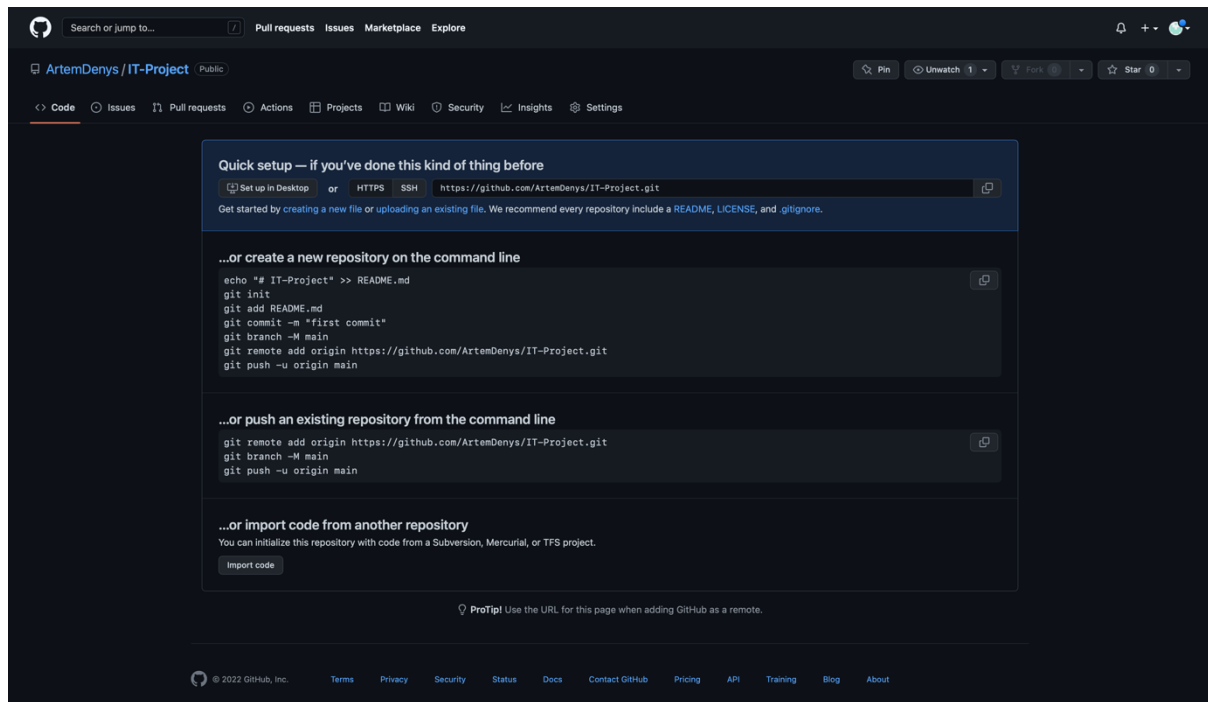 Search or jump to... / Pull requests Issues Marketplace Explore
ArtemDenys / IT-Project Public Pin Unwatch 1 Fork 0 Star 0
Code Issues Pull requests Actions Projects Wiki Security Insights Settings
Quick setup — if you've done this kind of thing before
Set up in Desktop or HTTPS SSH https://github.com/ArtemDenys/IT-Project.git
Get started by creating a new file or uploading an existing file. We recommend every repository include a README, LICENSE, and .gitignore.
...or create a new repository on the command line
echo "# IT-Project" >> README.md
git init
git add README.md
git commit -m "first commit"
git branch -M main
git remote add origin https://github.com/ArtemDenys/IT-Project.git
git push -u origin main
...or push an existing repository from the command line
git remote add origin https://github.com/ArtemDenys/IT-Project.git
git branch -M main
git push -u origin main
...or import code from another repository
You can initialize this repository with code from a Subversion, Mercurial, or TFS project.
Import code
ProTip! Use the URL for this page when adding GitHub as a remote.
© 2022 GitHub, Inc. Terms Privacy Security Status Docs Contact GitHub Pricing API Training Blog About